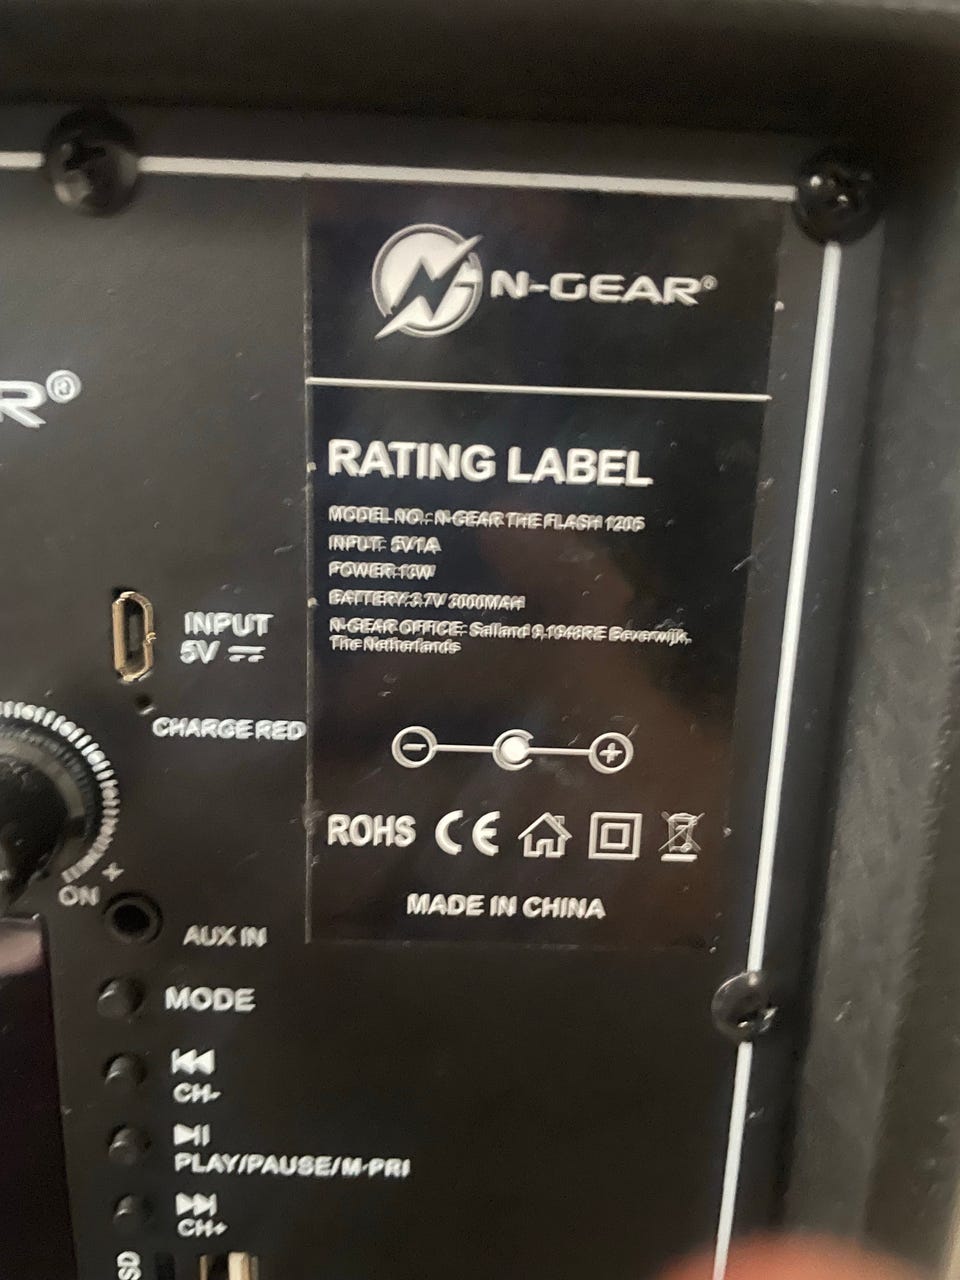 N-GEAR®
R®
RATING LABEL
MODEL NO.: N-GEAR THE FLASH 1205
INPUT: 5V1A
POWER:
BATTERY:3.7V 3000MAH
N-GEAR OFFICE: Salland 9,1948RE Beverwijk,
The Netherlands
INPUT
5V
CHARGE RED
- +
ROHS CE
MADE IN CHINA
+
ON
AUX IN
MODE
CH-
PLAY/PAUSE/M-PRI
CH+
SD